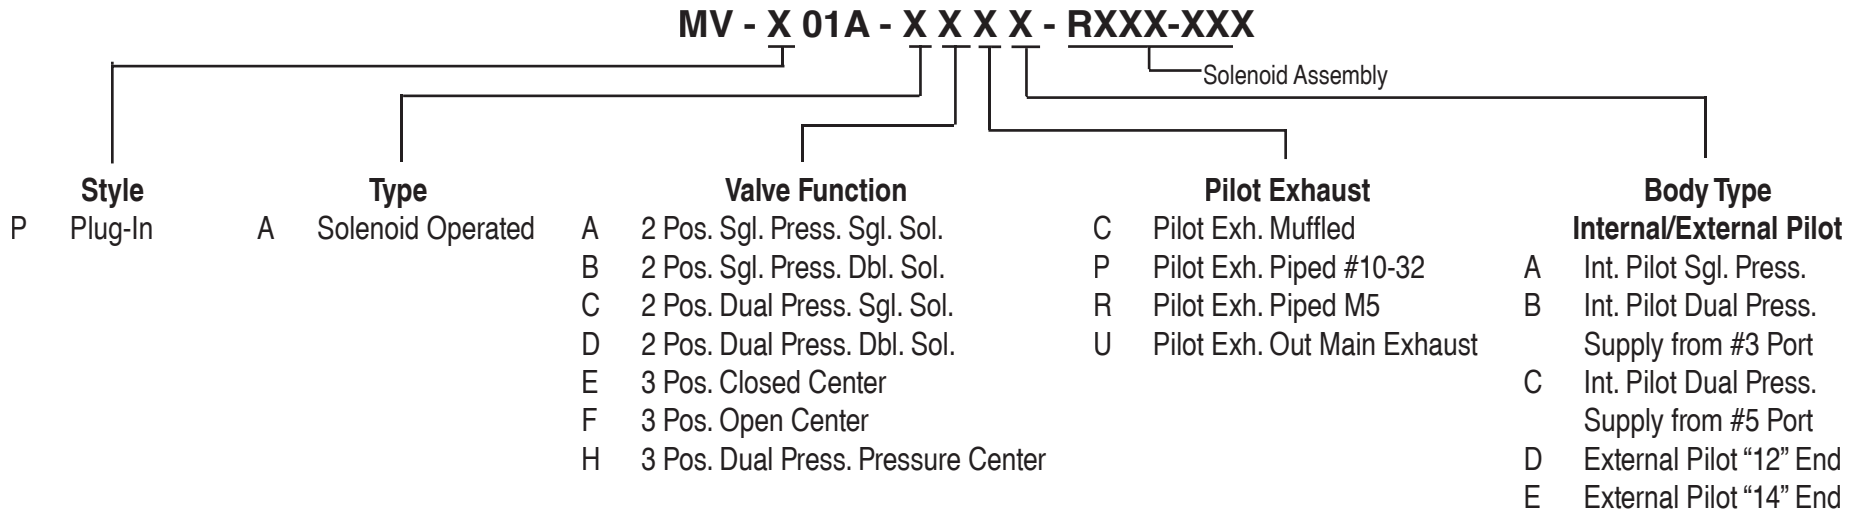 MV - X 01A - X X X X - RXXX-XXX
Solenoid Assembly
Style
P Plug-In
Type
A Solenoid Operated
Valve Function
A 2 Pos. Sgl. Press. Sgl. Sol.
B 2 Pos. Sgl. Press. Dbl. Sol.
C 2 Pos. Dual Press. Sgl. Sol.
D 2 Pos. Dual Press. Dbl. Sol.
E 3 Pos. Closed Center
F 3 Pos. Open Center
H 3 Pos. Dual Press. Pressure Center
Pilot Exhaust
C Pilot Exh. Muffled
P Pilot Exh. Piped #10-32
R Pilot Exh. Piped M5
U Pilot Exh. Out Main Exhaust
Body Type
Internal/External Pilot
A Int. Pilot Sgl. Press.
B Int. Pilot Dual Press.
Supply from #3 Port
C Int. Pilot Dual Press.
Supply from #5 Port
D External Pilot “12” End
E External Pilot “14” End